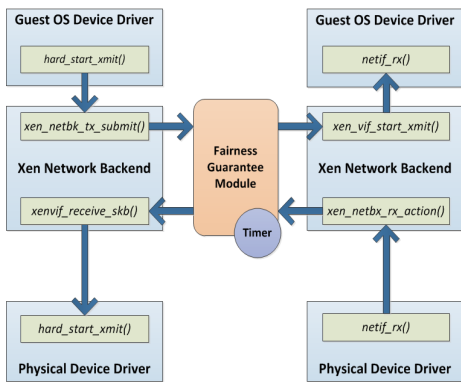 Guest OS Device Driver
hard_start_xmit()
xen_netbk_tx_submit()
Xen Network Backend
xenvif_receive_skb()
hard_start_xmit()
Physical Device Driver
Fairness
Guarantee
Module
Timer
Guest OS Device Driver
netif_rx()
xen_vif_start_xmit()
Xen Network Backend
xen_netbx_rx_action()
netif_rx()
Physical Device Driver